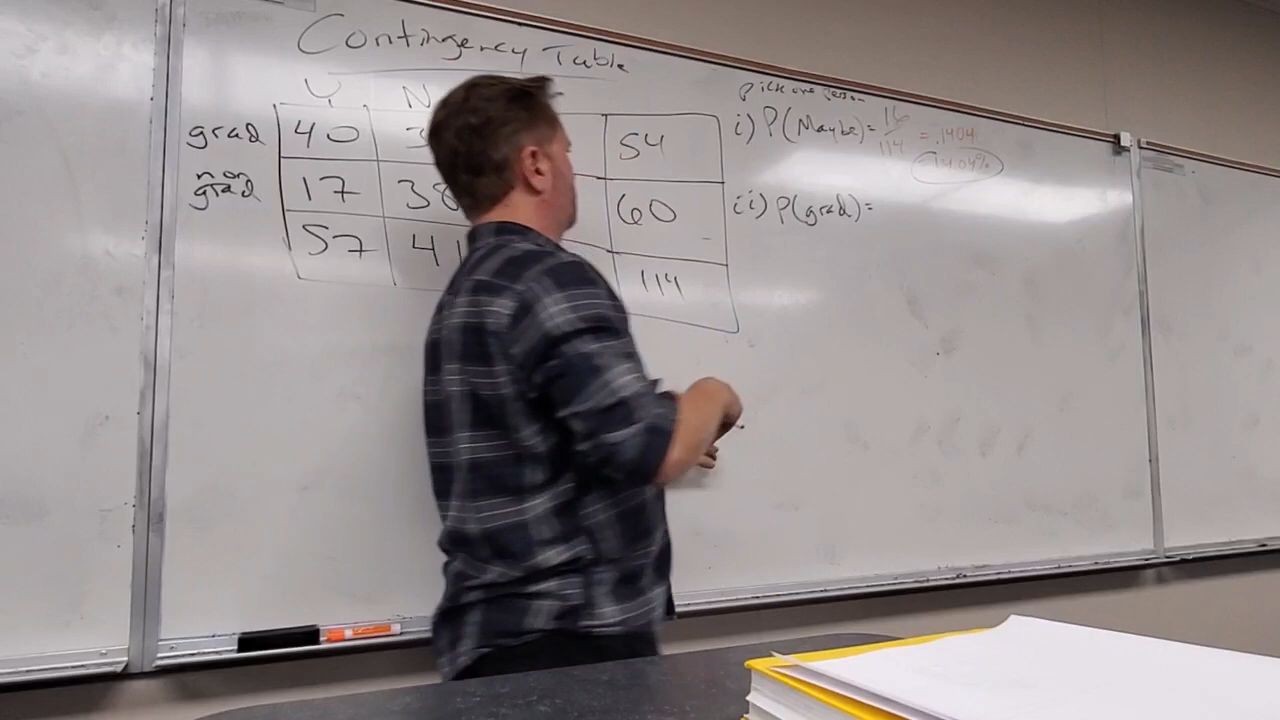 Contingency Table
Y N
grad 40 3 54
non grad 17 38 60
57 41 114
Pick one person
i) P(Maybe) = 16/114 = .1404
14.04%
ii) P(grad) =